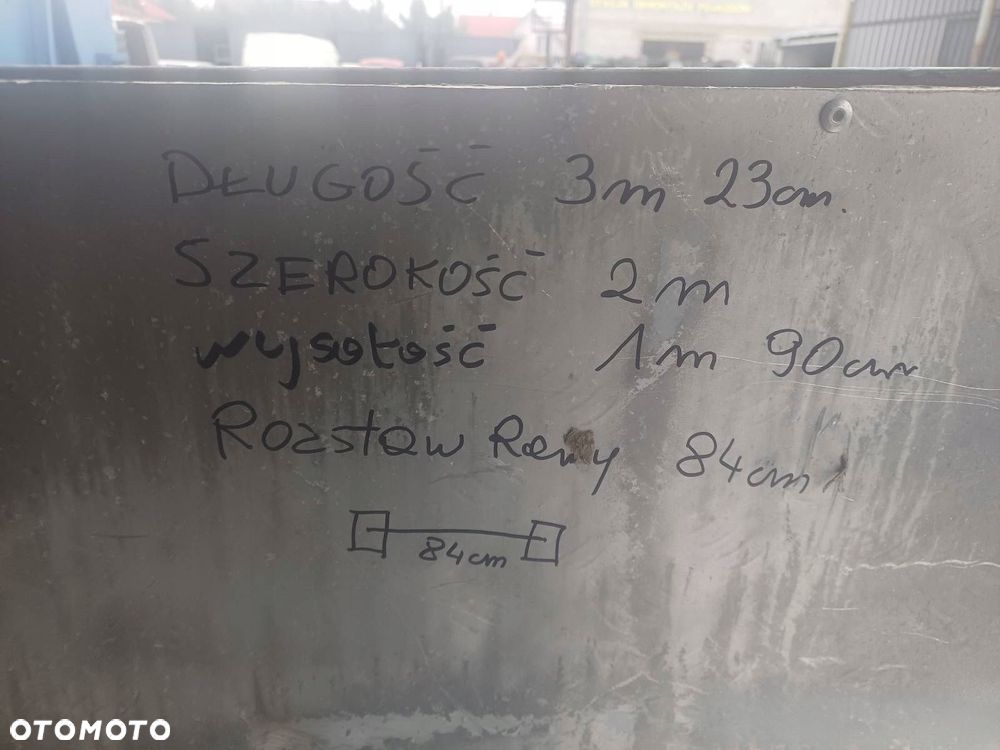 DŁUGOŚĆ 3m 23cm.
SZEROKOŚĆ 2m
wysokość 1m 90cm
Rozstaw Ramy 84cm
84cm
OTOMOTO